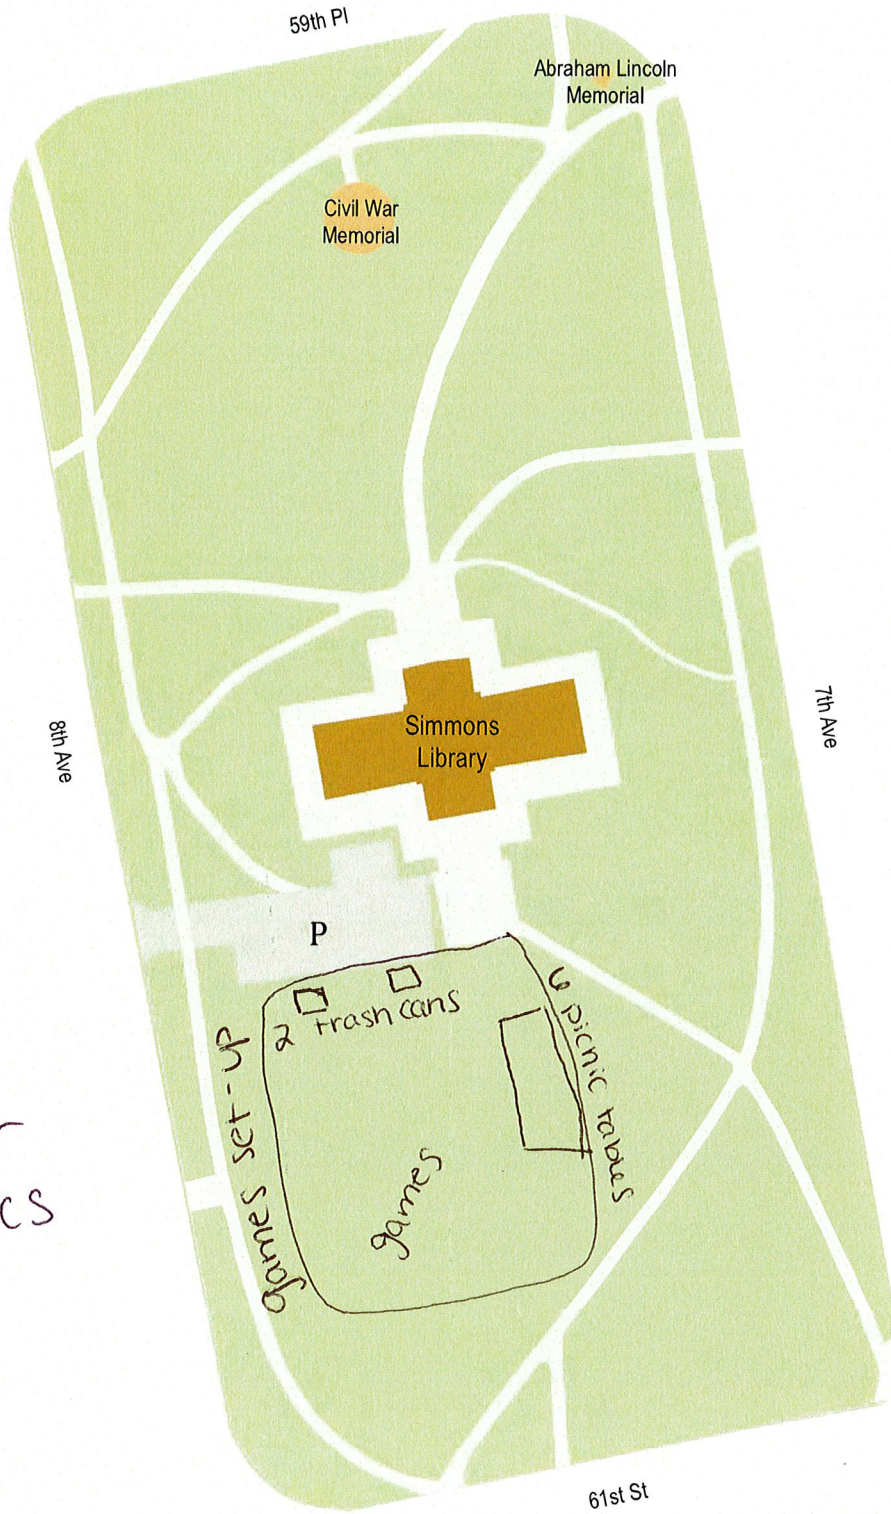 59th Pl
Abraham Lincoln
Memorial
Civil War
Memorial
Simmons
Library
8th Ave
7th Ave
P
2 trash cans
6 picnic tables
games set-up
games
cs
61st St